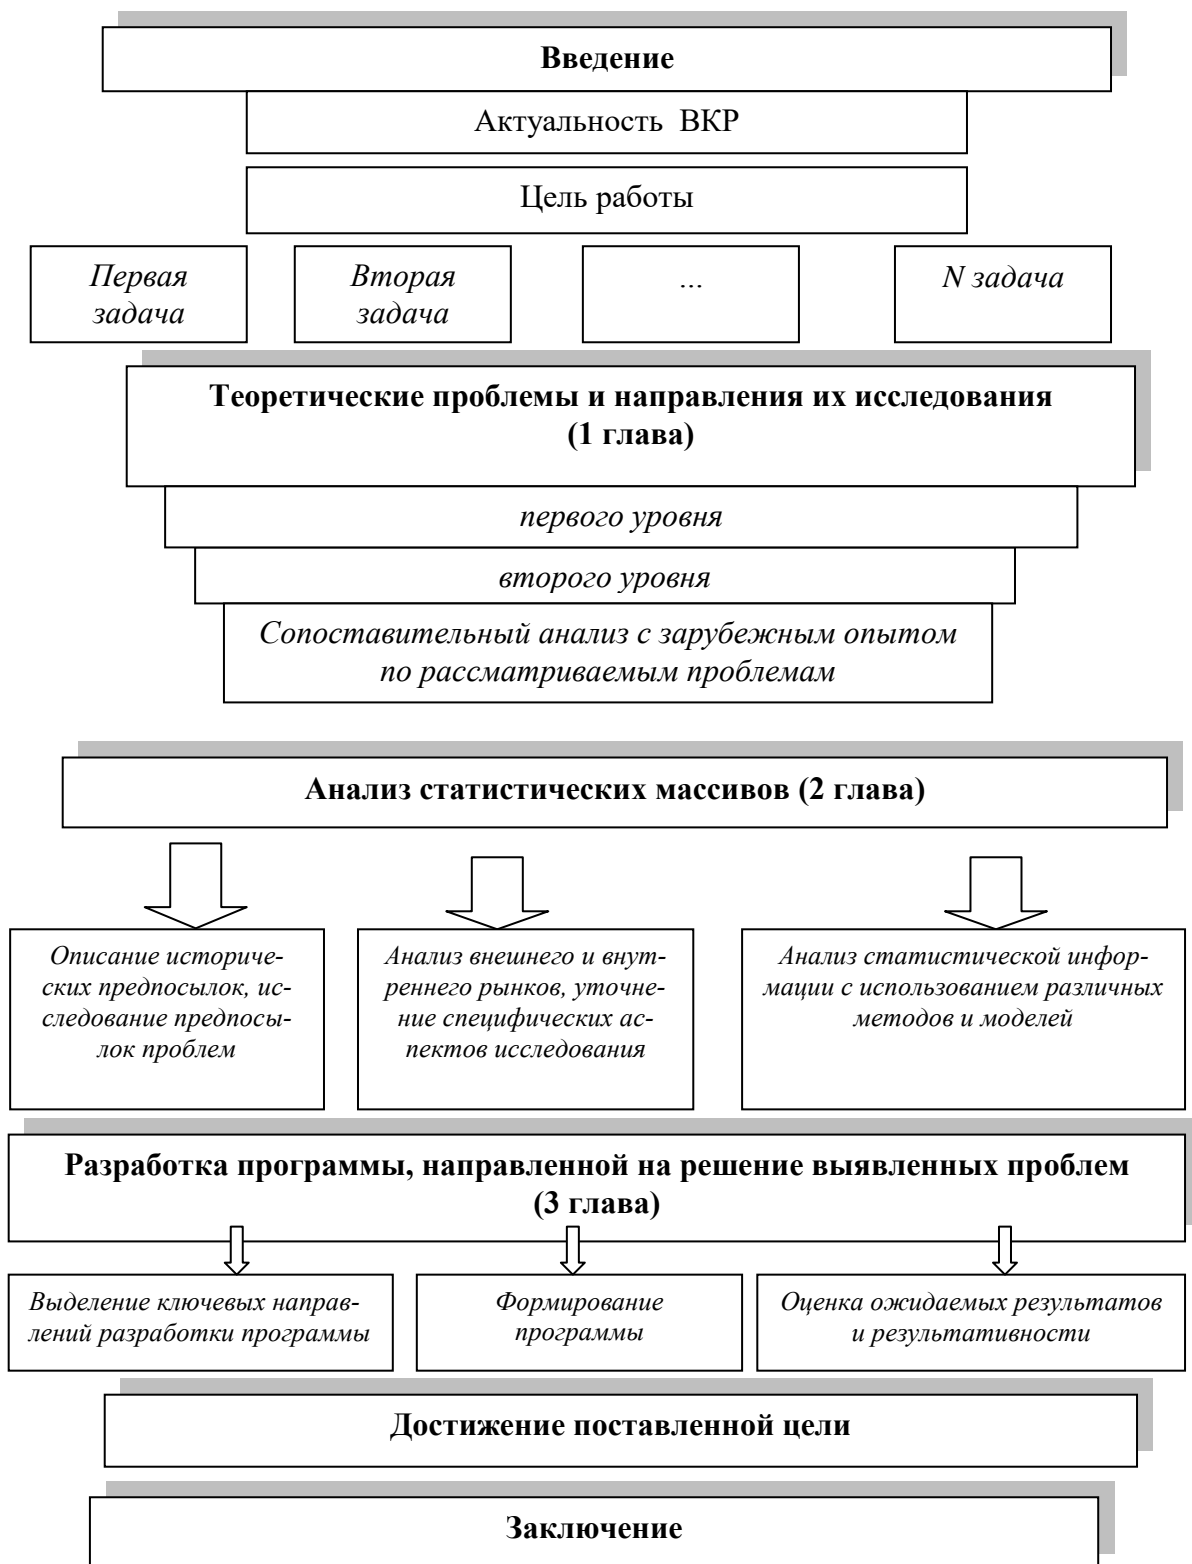 Введение
Актуальность ВКР
Цель работы
Первая
задача
Вторая
задача
...
N задача
Теоретические проблемы и направления их исследования
(1 глава)
первого уровня
второго уровня
Сопоставительный анализ с зарубежным опытом
по рассматриваемым проблемам
Анализ статистических массивов (2 глава)
Описание историче-
ских предпосылок, ис-
следование предпосы-
лок проблем
Анализ внешнего и внут-
реннего рынков, уточне-
ние специфических ас-
пектов исследования
Анализ статистической инфор-
мации с использованием различных
методов и моделей
Разработка программы, направленной на решение выявленных проблем
(3 глава)
Выделение ключевых направ-
лений разработки программы
Формирование
программы
Оценка ожидаемых результатов
и результативности
Достижение поставленной цели
Заключение